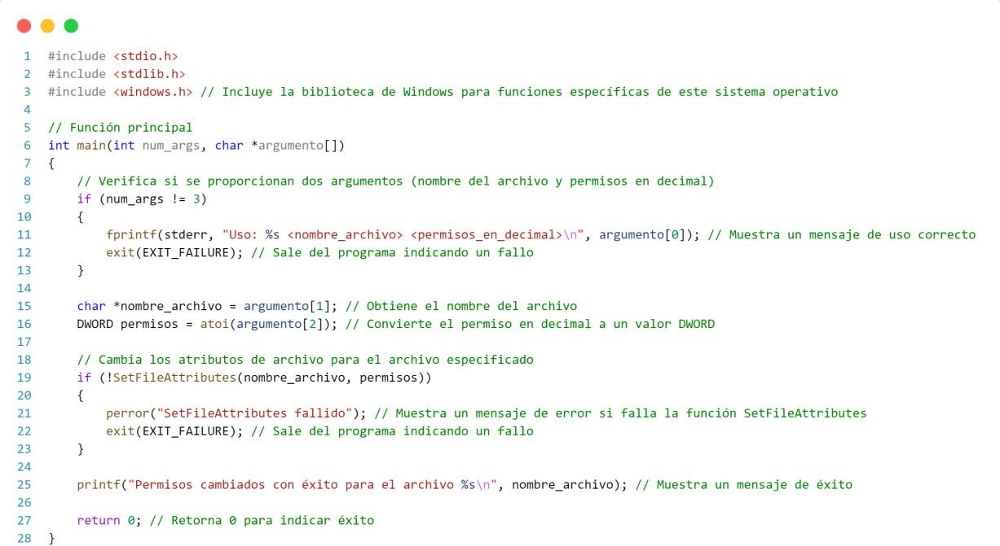 1 #include <stdio.h>
2 #include <stdlib.h>
3 #include <windows.h> // Incluye la biblioteca de Windows para funciones específicas de este sistema operativo
4
5 // Función principal
6 int main(int num_args, char *argumento[])
7 {
8     // Verifica si se proporcionan dos argumentos (nombre del archivo y permisos en decimal)
9     if (num_args != 3)
10     {
11         fprintf(stderr, "Uso: %s <nombre_archivo> <permisos_en_decimal>\n", argumento[0]); // Muestra un mensaje de uso correcto
12         exit(EXIT_FAILURE); // Sale del programa indicando un fallo
13     }
14
15     char *nombre_archivo = argumento[1]; // Obtiene el nombre del archivo
16     DWORD permisos = atoi(argumento[2]); // Convierte el permiso en decimal a un valor DWORD
17
18     // Cambia los atributos de archivo para el archivo especificado
19     if (!SetFileAttributes(nombre_archivo, permisos))
20     {
21         perror("SetFileAttributes fallido"); // Muestra un mensaje de error si falla la función SetFileAttributes
22         exit(EXIT_FAILURE); // Sale del programa indicando un fallo
23     }
24
25     printf("Permisos cambiados con éxito para el archivo %s\n", nombre_archivo); // Muestra un mensaje de éxito
26
27     return 0; // Retorna 0 para indicar éxito
28 }